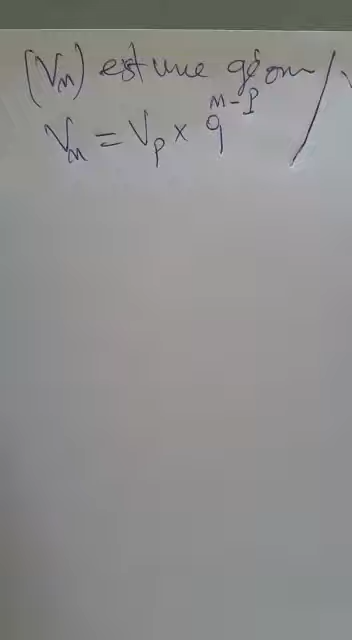 (Vn) est une géom / V
Vn = Vp × q^n-p